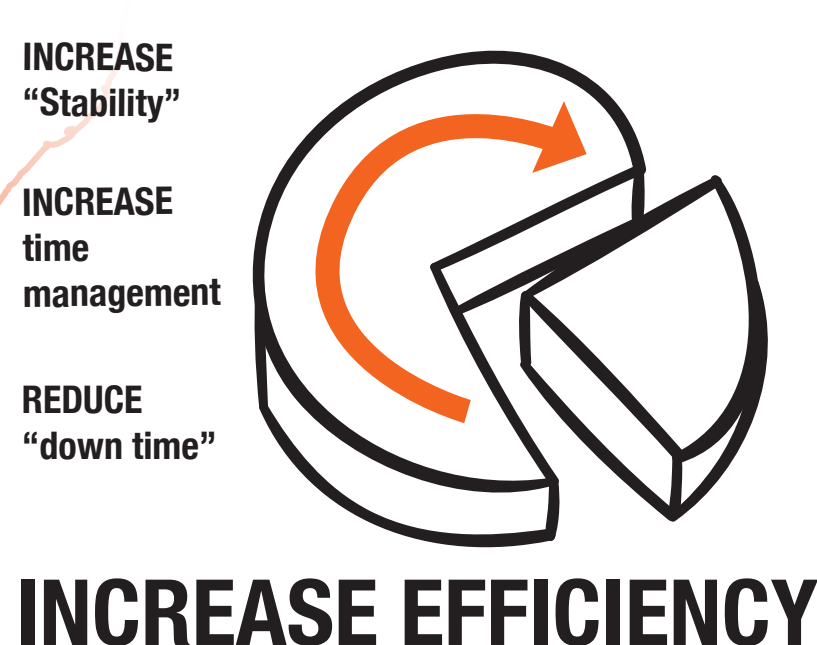 INCREASE
“Stability”
INCREASE
time
management
REDUCE
“down time”
INCREASE EFFICIENCY